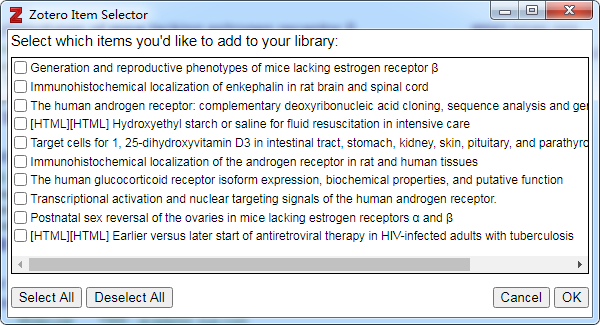 Zotero Item Selector
Select which items you'd like to add to your library:
Generation and reproductive phenotypes of mice lacking estrogen receptor β
Immunohistochemical localization of enkephalin in rat brain and spinal cord
The human androgen receptor: complementary deoxyribonucleic acid cloning, sequence analysis and
[HTML][HTML] Hydroxyethyl starch or saline for fluid resuscitation in intensive care
Target cells for 1, 25-dihydroxyvitamin D3 in intestinal tract, stomach, kidney, skin, pituitary, and
Immunohistochemical localization of the androgen receptor in rat and human tissues
The human glucocorticoid receptor isoform expression, biochemical properties, and putative function
Transcriptional activation and nuclear targeting signals of the human androgen receptor.
Postnatal sex reversal of the ovaries in mice lacking estrogen receptors α and β
[HTML][HTML] Earlier versus later start of antiretroviral therapy in HIV-infected adults with tuberculosis
Select All Deselect All Cancel OK